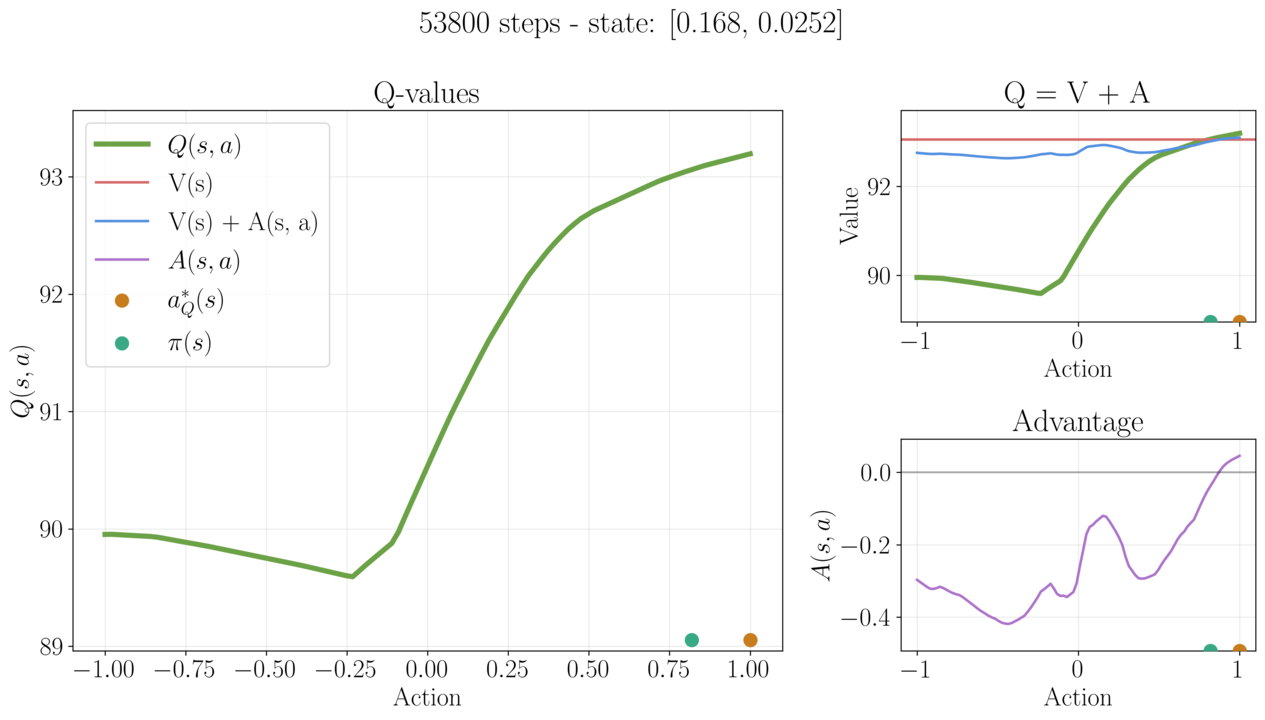 53800 steps - state: [0.168, 0.0252]
Q-values
Q(s, a)
V(s)
V(s) + A(s, a)
A(s, a)
a*_Q(s)
π(s)
Q(s, a)
93
92
91
90
89
−1.00 −0.75 −0.50 −0.25 0.00 0.25 0.50 0.75 1.00
Action
Q = V + A
Value
92
90
−1 0 1
Action
Advantage
A(s, a)
0.0
−0.2
−0.4
−1 0 1
Action